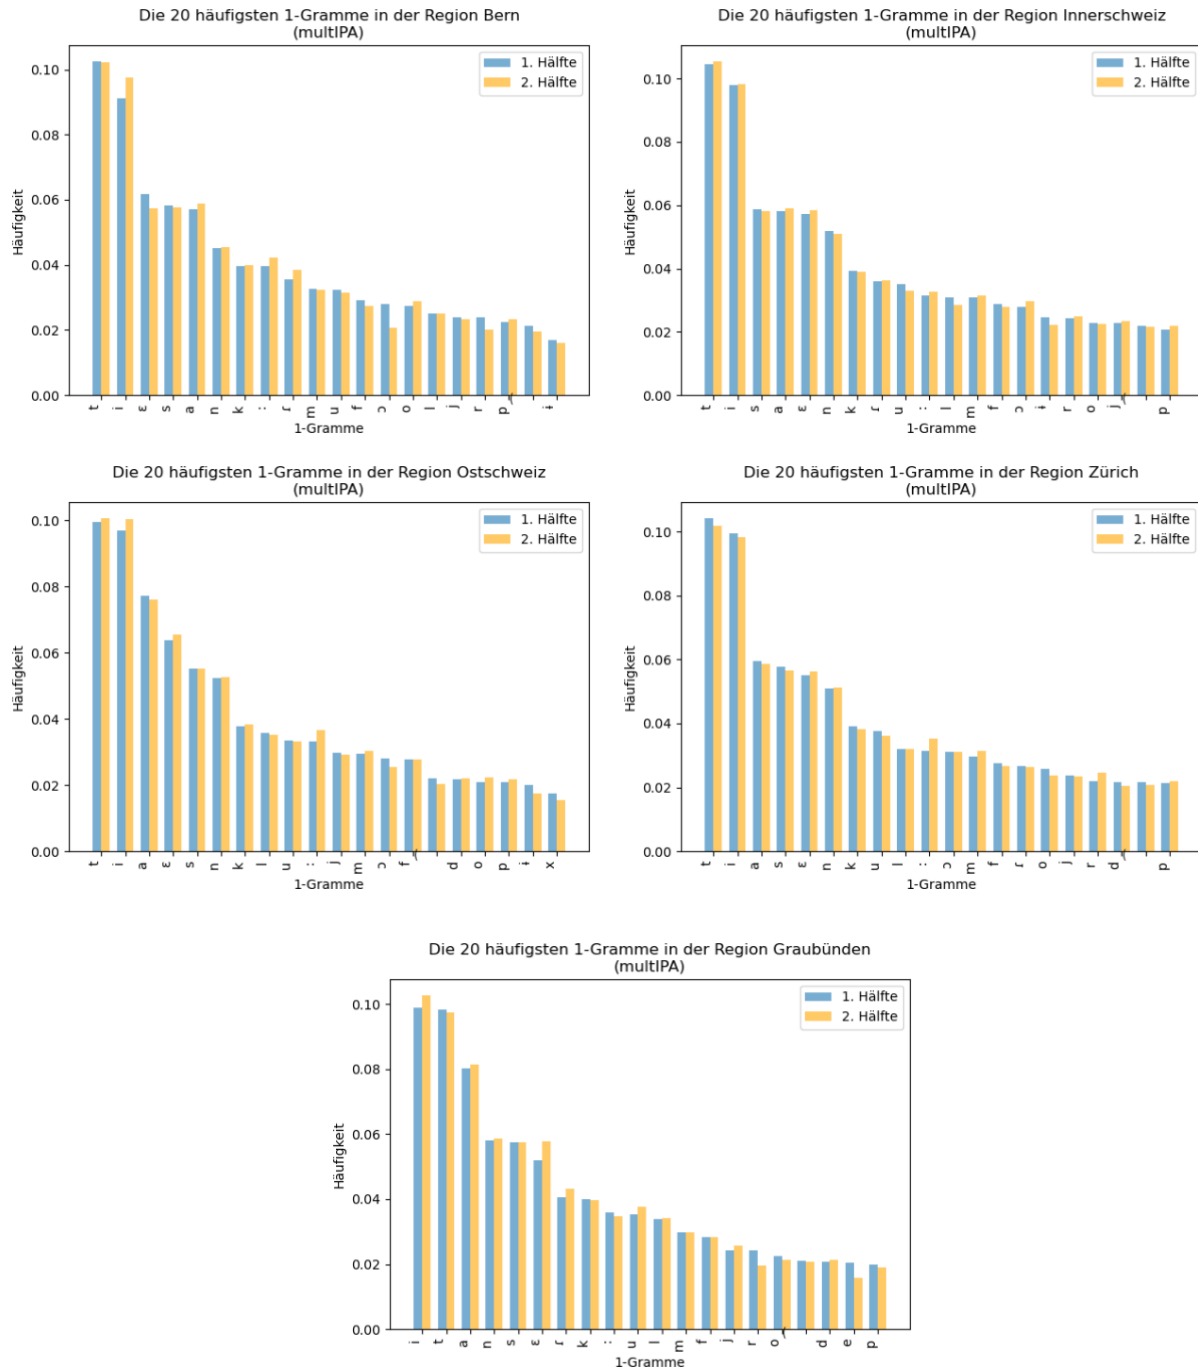 Die 20 häufigsten 1-Gramme in der Region Bern
(multIPA)
1. Hälfte
2. Hälfte
Häufigkeit
0.10
0.08
0.06
0.04
0.02
0.00
t i ɛ s a n k ː ɾ m u f ɔ o l j r p ɨ
1-Gramme
Die 20 häufigsten 1-Gramme in der Region Innerschweiz
(multIPA)
1. Hälfte
2. Hälfte
Häufigkeit
0.10
0.08
0.06
0.04
0.02
0.00
t i s a ɛ n k ɾ u ː l m f ɔ ɨ r o j p
1-Gramme
Die 20 häufigsten 1-Gramme in der Region Ostschweiz
(multIPA)
1. Hälfte
2. Hälfte
Häufigkeit
0.10
0.08
0.06
0.04
0.02
0.00
t i a ɛ s n k l u ː j m ɔ f d o p ɨ x
1-Gramme
Die 20 häufigsten 1-Gramme in der Region Zürich
(multIPA)
1. Hälfte
2. Hälfte
Häufigkeit
0.10
0.08
0.06
0.04
0.02
0.00
t i a s ɛ n k u l ː ɔ m f ɾ o j r d p
1-Gramme
Die 20 häufigsten 1-Gramme in der Region Graubünden
(multIPA)
1. Hälfte
2. Hälfte
Häufigkeit
0.10
0.08
0.06
0.04
0.02
0.00
i t a n s ɛ ɾ k ː u l m f j r o d e p
1-Gramme